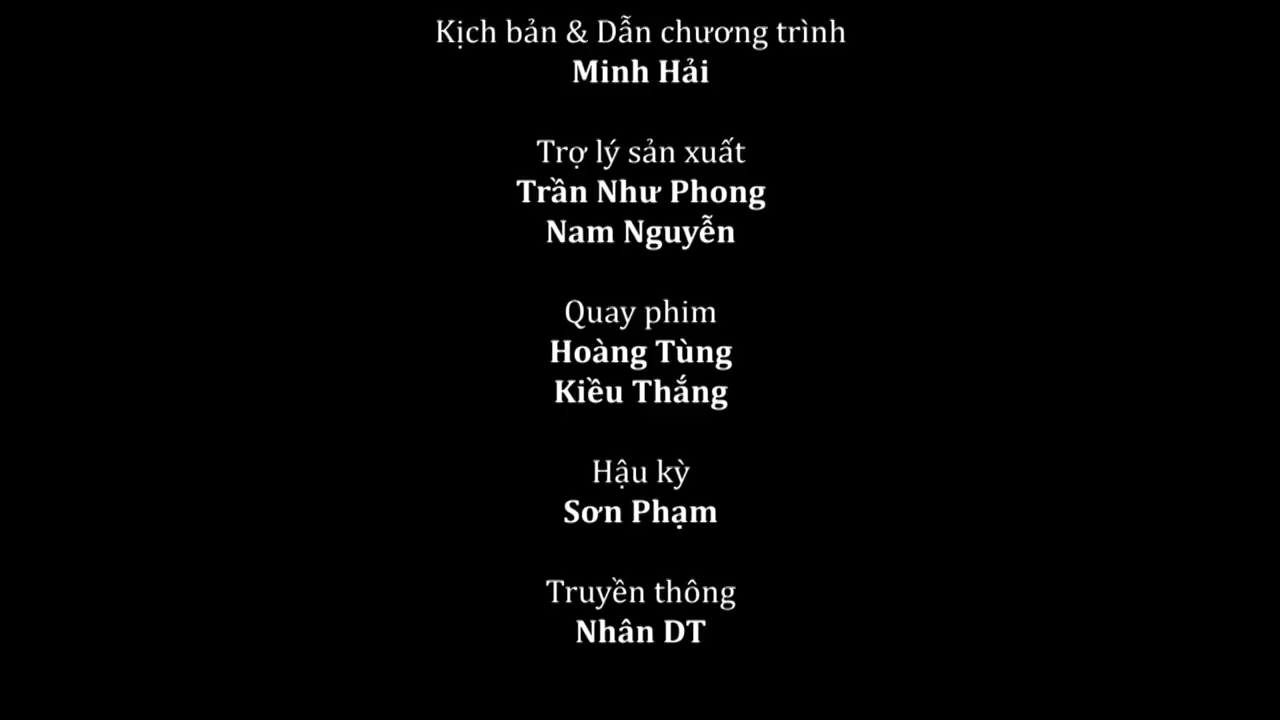 Kịch bản & Dẫn chương trình
Minh Hải
Trợ lý sản xuất
Trần Như Phong
Nam Nguyễn
Quay phim
Hoàng Tùng
Kiều Thắng
Hậu kỳ
Sơn Phạm
Truyền thông
Nhân DT